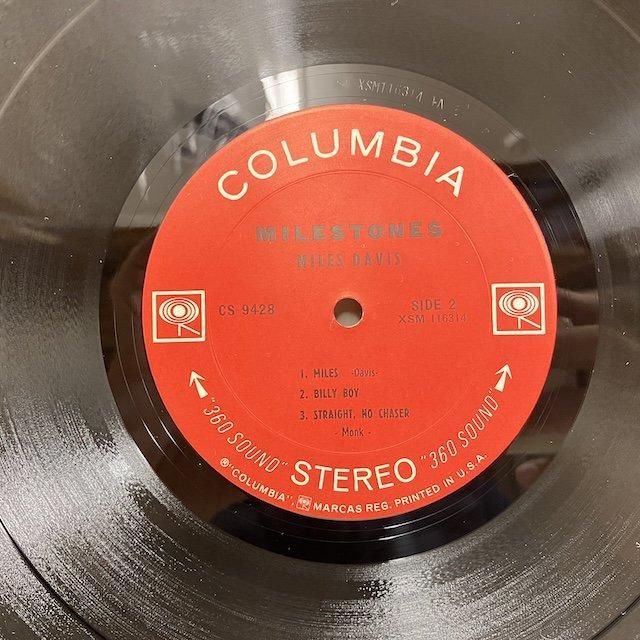 XSM116314
COLUMBIA
MILESTONES
MILES DAVIS
CS 9428
SIDE 2
XSM 116314
1. MILES -Davis-
2. BILLY BOY
3. STRAIGHT, NO CHASER
- Monk -
"360 SOUND" STEREO "360 SOUND"
® "COLUMBIA", MARCAS REG. PRINTED IN U.S.A.